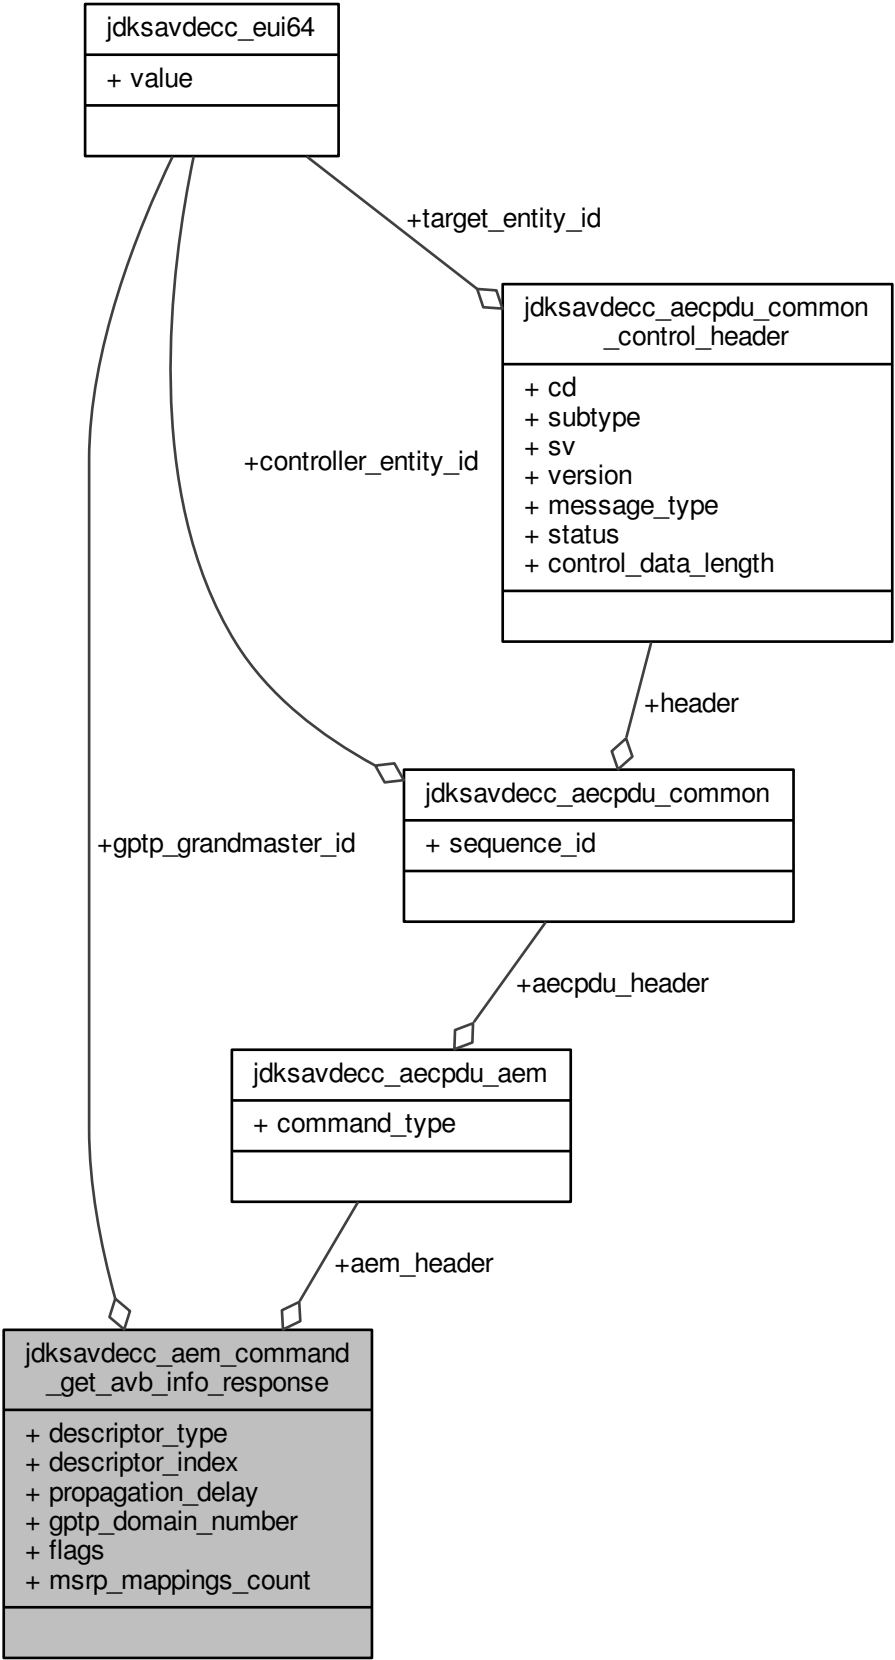 jdksavdecc_eui64
+ value
+target_entity_id
jdksavdecc_aecpdu_common
_control_header
+ cd
+ subtype
+ sv
+ version
+ message_type
+ status
+ control_data_length
+controller_entity_id
+header
jdksavdecc_aecpdu_common
+ sequence_id
+gptp_grandmaster_id
+aecpdu_header
jdksavdecc_aecpdu_aem
+ command_type
+aem_header
jdksavdecc_aem_command
_get_avb_info_response
+ descriptor_type
+ descriptor_index
+ propagation_delay
+ gptp_domain_number
+ flags
+ msrp_mappings_count